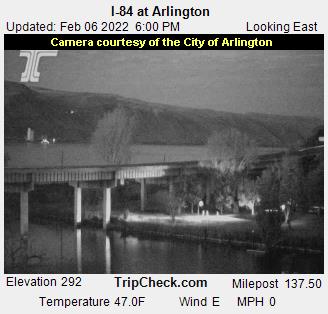 I-84 at Arlington
Updated: Feb 06 2022 6:00 PM Looking East
Camera courtesy of the City of Arlington
Elevation 292 TripCheck.com Milepost 137.50
Temperature 47.0F Wind E MPH 0